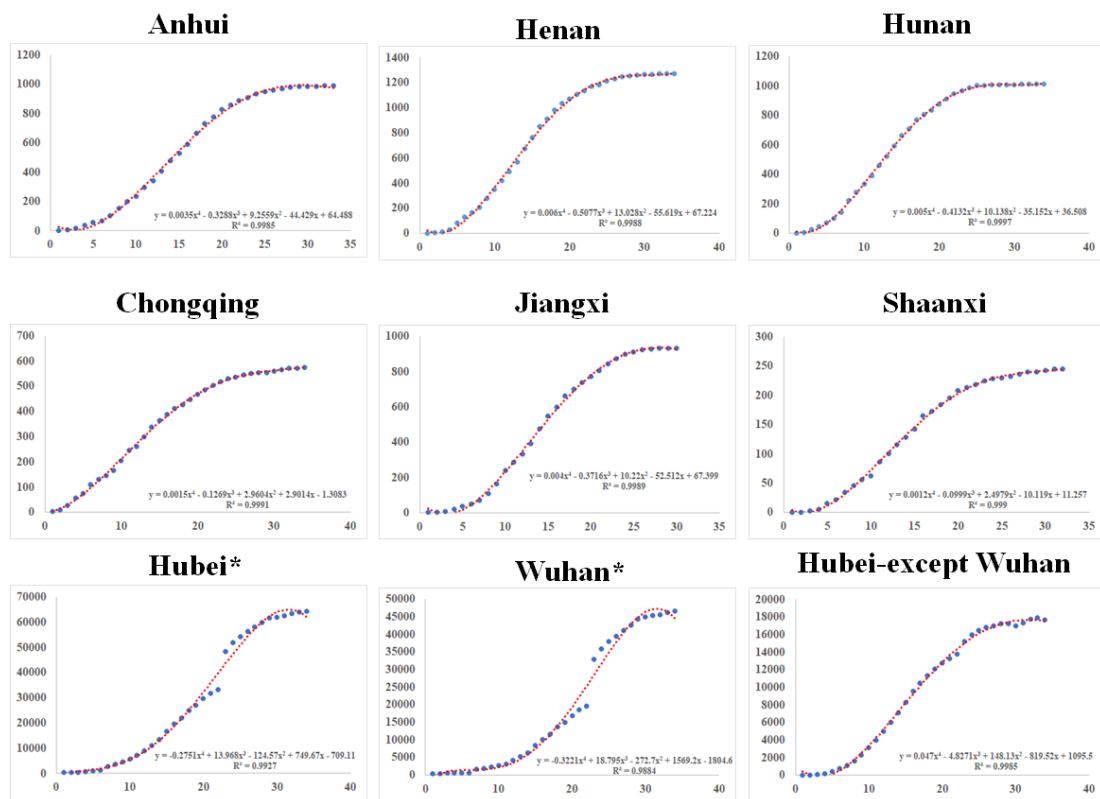 Anhui
1200
1000
800
600
400
200
0
y = 0.0035x⁴ - 0.3288x³ + 9.2559x² - 44.429x + 64.488
R² = 0.9985
0 5 10 15 20 25 30 35
Henan
1400
1200
1000
800
600
400
200
0
y = 0.006x⁴ - 0.5077x³ + 13.028x² - 55.619x + 67.224
R² = 0.9988
0 10 20 30 40
Hunan
1200
1000
800
600
400
200
0
y = 0.005x⁴ - 0.4132x³ + 10.138x² - 35.152x + 36.508
R² = 0.9997
0 10 20 30 40
Chongqing
700
600
500
400
300
200
100
0
y = 0.0015x⁴ - 0.1269x³ + 2.9604x² + 2.9014x - 1.3083
R² = 0.9991
0 10 20 30 40
Jiangxi
1000
800
600
400
200
0
y = 0.004x⁴ - 0.3716x³ + 10.22x² - 52.512x + 67.399
R² = 0.9989
0 5 10 15 20 25 30 35
Shaanxi
300
250
200
150
100
50
0
y = 0.0012x⁴ - 0.0999x³ + 2.4979x² - 10.119x + 11.257
R² = 0.999
0 5 10 15 20 25 30 35
Hubei*
70000
60000
50000
40000
30000
20000
10000
0
y = -0.2751x⁴ + 13.968x³ - 124.57x² + 749.67x - 709.11
R² = 0.9927
0 10 20 30 40
Wuhan*
50000
45000
40000
35000
30000
25000
20000
15000
10000
5000
0
y = -0.3221x⁴ + 18.795x³ - 272.7x² + 1569.2x - 1804.6
R² = 0.9884
0 10 20 30 40
Hubei-except Wuhan
20000
18000
16000
14000
12000
10000
8000
6000
4000
2000
0
y = 0.047x⁴ - 4.8271x³ + 148.13x² - 819.52x + 1095.5
R² = 0.9985
0 10 20 30 40